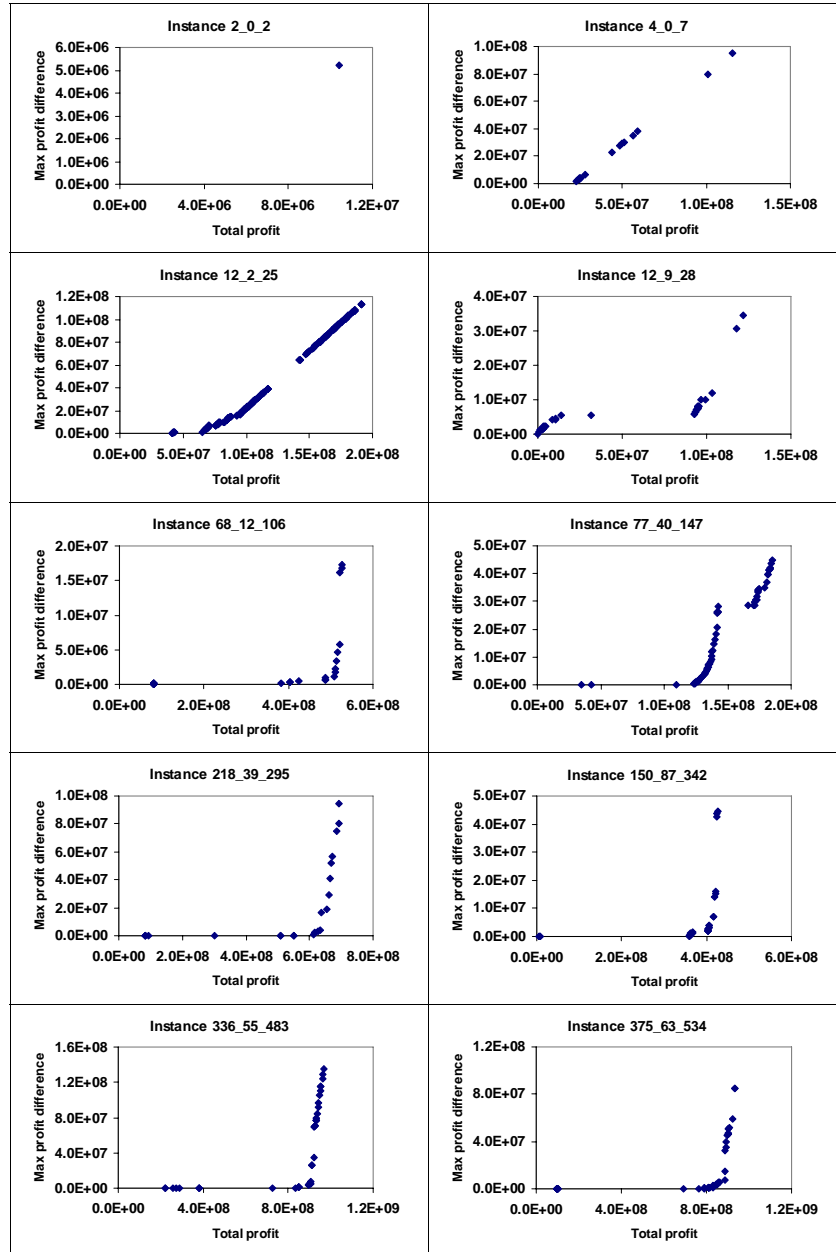 Instance 2_0_2
Max profit difference
6.0E+06
5.0E+06
4.0E+06
3.0E+06
2.0E+06
1.0E+06
0.0E+00
0.0E+00 4.0E+06 8.0E+06 1.2E+07
Total profit
Instance 4_0_7
Max profit difference
1.0E+08
8.0E+07
6.0E+07
4.0E+07
2.0E+07
0.0E+00
0.0E+00 5.0E+07 1.0E+08 1.5E+08
Total profit
Instance 12_2_25
Max profit difference
1.2E+08
1.0E+08
8.0E+07
6.0E+07
4.0E+07
2.0E+07
0.0E+00
0.0E+00 5.0E+07 1.0E+08 1.5E+08 2.0E+08
Total profit
Instance 12_9_28
Max profit difference
4.0E+07
3.0E+07
2.0E+07
1.0E+07
0.0E+00
0.0E+00 5.0E+07 1.0E+08 1.5E+08
Total profit
Instance 68_12_106
Max profit difference
2.0E+07
1.5E+07
1.0E+07
5.0E+06
0.0E+00
0.0E+00 2.0E+08 4.0E+08 6.0E+08
Total profit
Instance 77_40_147
Max profit difference
5.0E+07
4.0E+07
3.0E+07
2.0E+07
1.0E+07
0.0E+00
0.0E+00 5.0E+07 1.0E+08 1.5E+08 2.0E+08
Total profit
Instance 218_39_295
Max profit difference
1.0E+08
8.0E+07
6.0E+07
4.0E+07
2.0E+07
0.0E+00
0.0E+00 2.0E+08 4.0E+08 6.0E+08 8.0E+08
Total profit
Instance 150_87_342
Max profit difference
5.0E+07
4.0E+07
3.0E+07
2.0E+07
1.0E+07
0.0E+00
0.0E+00 2.0E+08 4.0E+08 6.0E+08
Total profit
Instance 336_55_483
Max profit difference
1.6E+08
1.2E+08
8.0E+07
4.0E+07
0.0E+00
0.0E+00 4.0E+08 8.0E+08 1.2E+09
Total profit
Instance 375_63_534
Max profit difference
1.2E+08
8.0E+07
4.0E+07
0.0E+00
0.0E+00 4.0E+08 8.0E+08 1.2E+09
Total profit